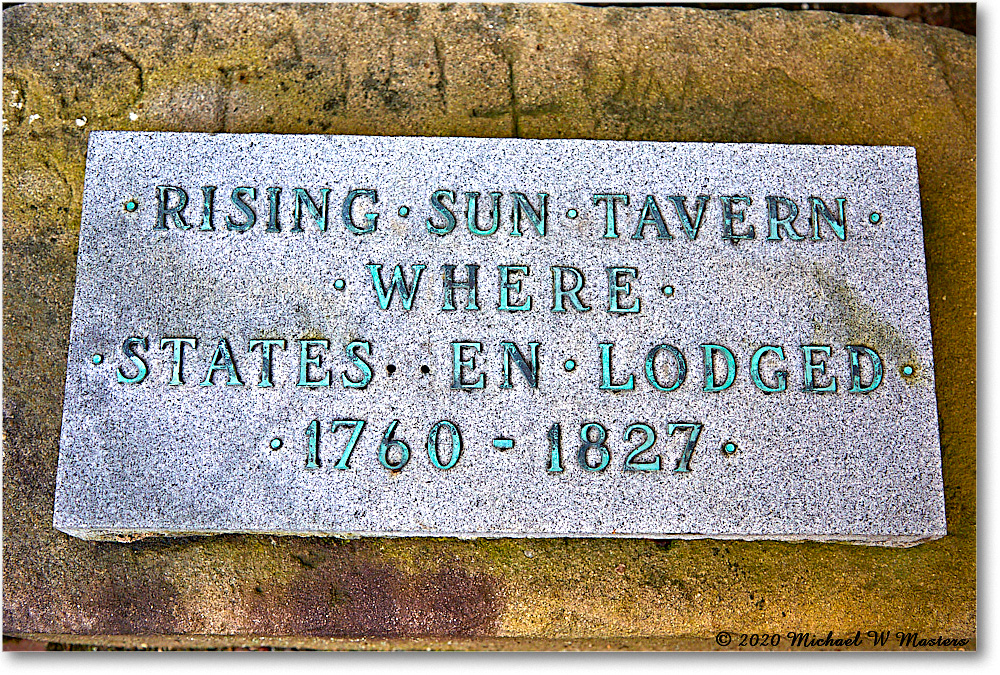 · RISING · SUN · TAVERN ·
· WHERE ·
· STATES · · EN · LODGED ·
· 1760 - 1827 ·
© 2020 Michael W Masters